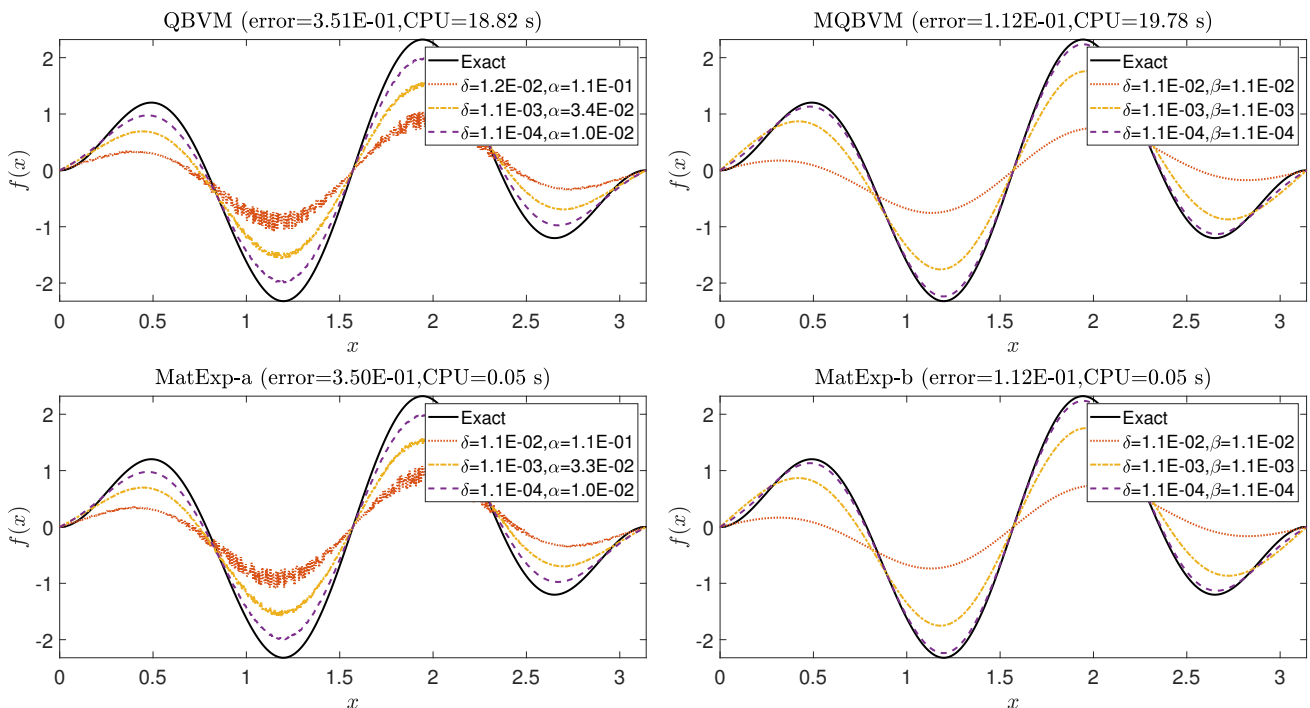 QBVM (error=3.51E-01,CPU=18.82 s)
2
1
0
-1
-2
f(x)
0 0.5 1 1.5 2 2.5 3
x
Exact
δ=1.2E-02,α=1.1E-01
δ=1.1E-03,α=3.4E-02
δ=1.1E-04,α=1.0E-02
MQBVM (error=1.12E-01,CPU=19.78 s)
2
1
0
-1
-2
f(x)
0 0.5 1 1.5 2 2.5 3
x
Exact
δ=1.1E-02,β=1.1E-02
δ=1.1E-03,β=1.1E-03
δ=1.1E-04,β=1.1E-04
MatExp-a (error=3.50E-01,CPU=0.05 s)
2
1
0
-1
-2
f(x)
0 0.5 1 1.5 2 2.5 3
x
Exact
δ=1.1E-02,α=1.1E-01
δ=1.1E-03,α=3.3E-02
δ=1.1E-04,α=1.0E-02
MatExp-b (error=1.12E-01,CPU=0.05 s)
2
1
0
-1
-2
f(x)
0 0.5 1 1.5 2 2.5 3
x
Exact
δ=1.1E-02,β=1.1E-02
δ=1.1E-03,β=1.1E-03
δ=1.1E-04,β=1.1E-04